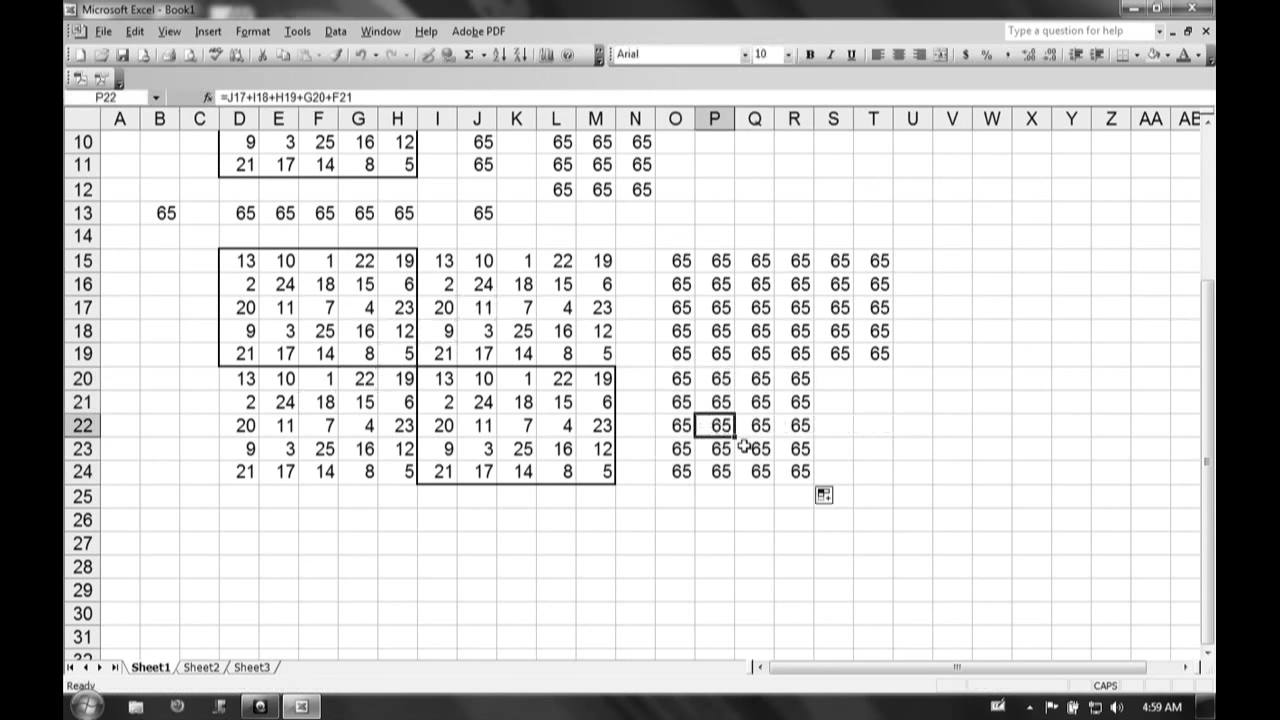 Microsoft Excel - Book1
File Edit View Insert Format Tools Data Window Help Adobe PDF Type a question for help
Arial 10 B I U $ %
P22 fx =J17+I18+H19+G20+F21
A B C D E F G H I J K L M N O P Q R S T U V W X Y Z AA AB
10 9 3 25 16 12 65 65 65 65
11 21 17 14 8 5 65 65 65 65
12 65 65 65
13 65 65 65 65 65 65 65
14
15 13 10 1 22 19 13 10 1 22 19 65 65 65 65 65 65
16 2 24 18 15 6 2 24 18 15 6 65 65 65 65 65 65
17 20 11 7 4 23 20 11 7 4 23 65 65 65 65 65 65
18 9 3 25 16 12 9 3 25 16 12 65 65 65 65 65 65
19 21 17 14 8 5 21 17 14 8 5 65 65 65 65 65 65
20 13 10 1 22 19 13 10 1 22 19 65 65 65 65
21 2 24 18 15 6 2 24 18 15 6 65 65 65 65
22 20 11 7 4 23 20 11 7 4 23 65 65 65 65
23 9 3 25 16 12 9 3 25 16 12 65 65 65 65
24 21 17 14 8 5 21 17 14 8 5 65 65 65 65
25
26
27
28
29
30
31
Sheet1 Sheet2 Sheet3
Ready CAPS
4:59 AM